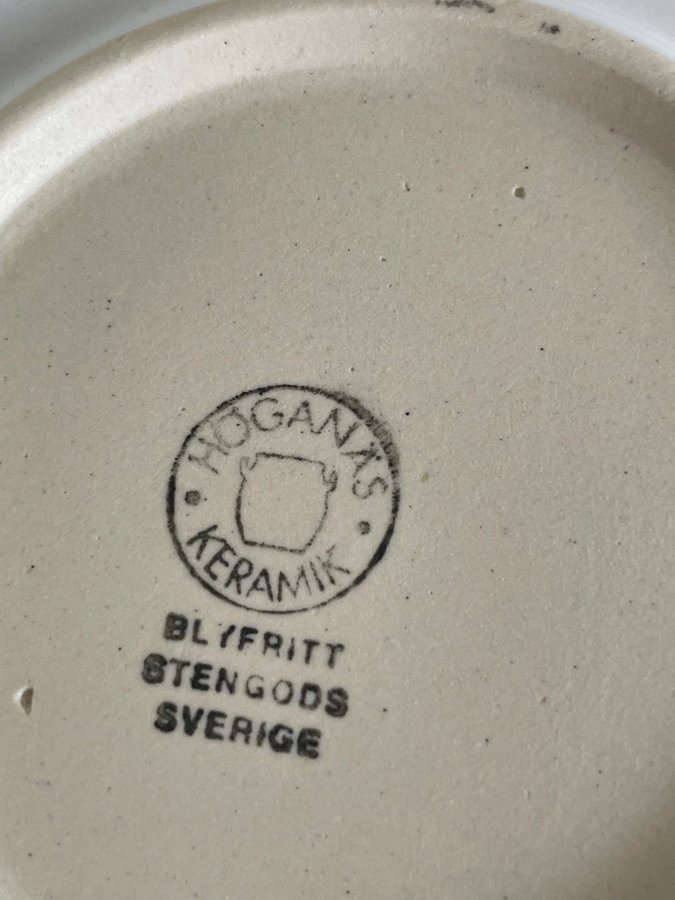 HÖGANÄS
KERAMIK
BLYFRITT
STENGODS
SVERIGE